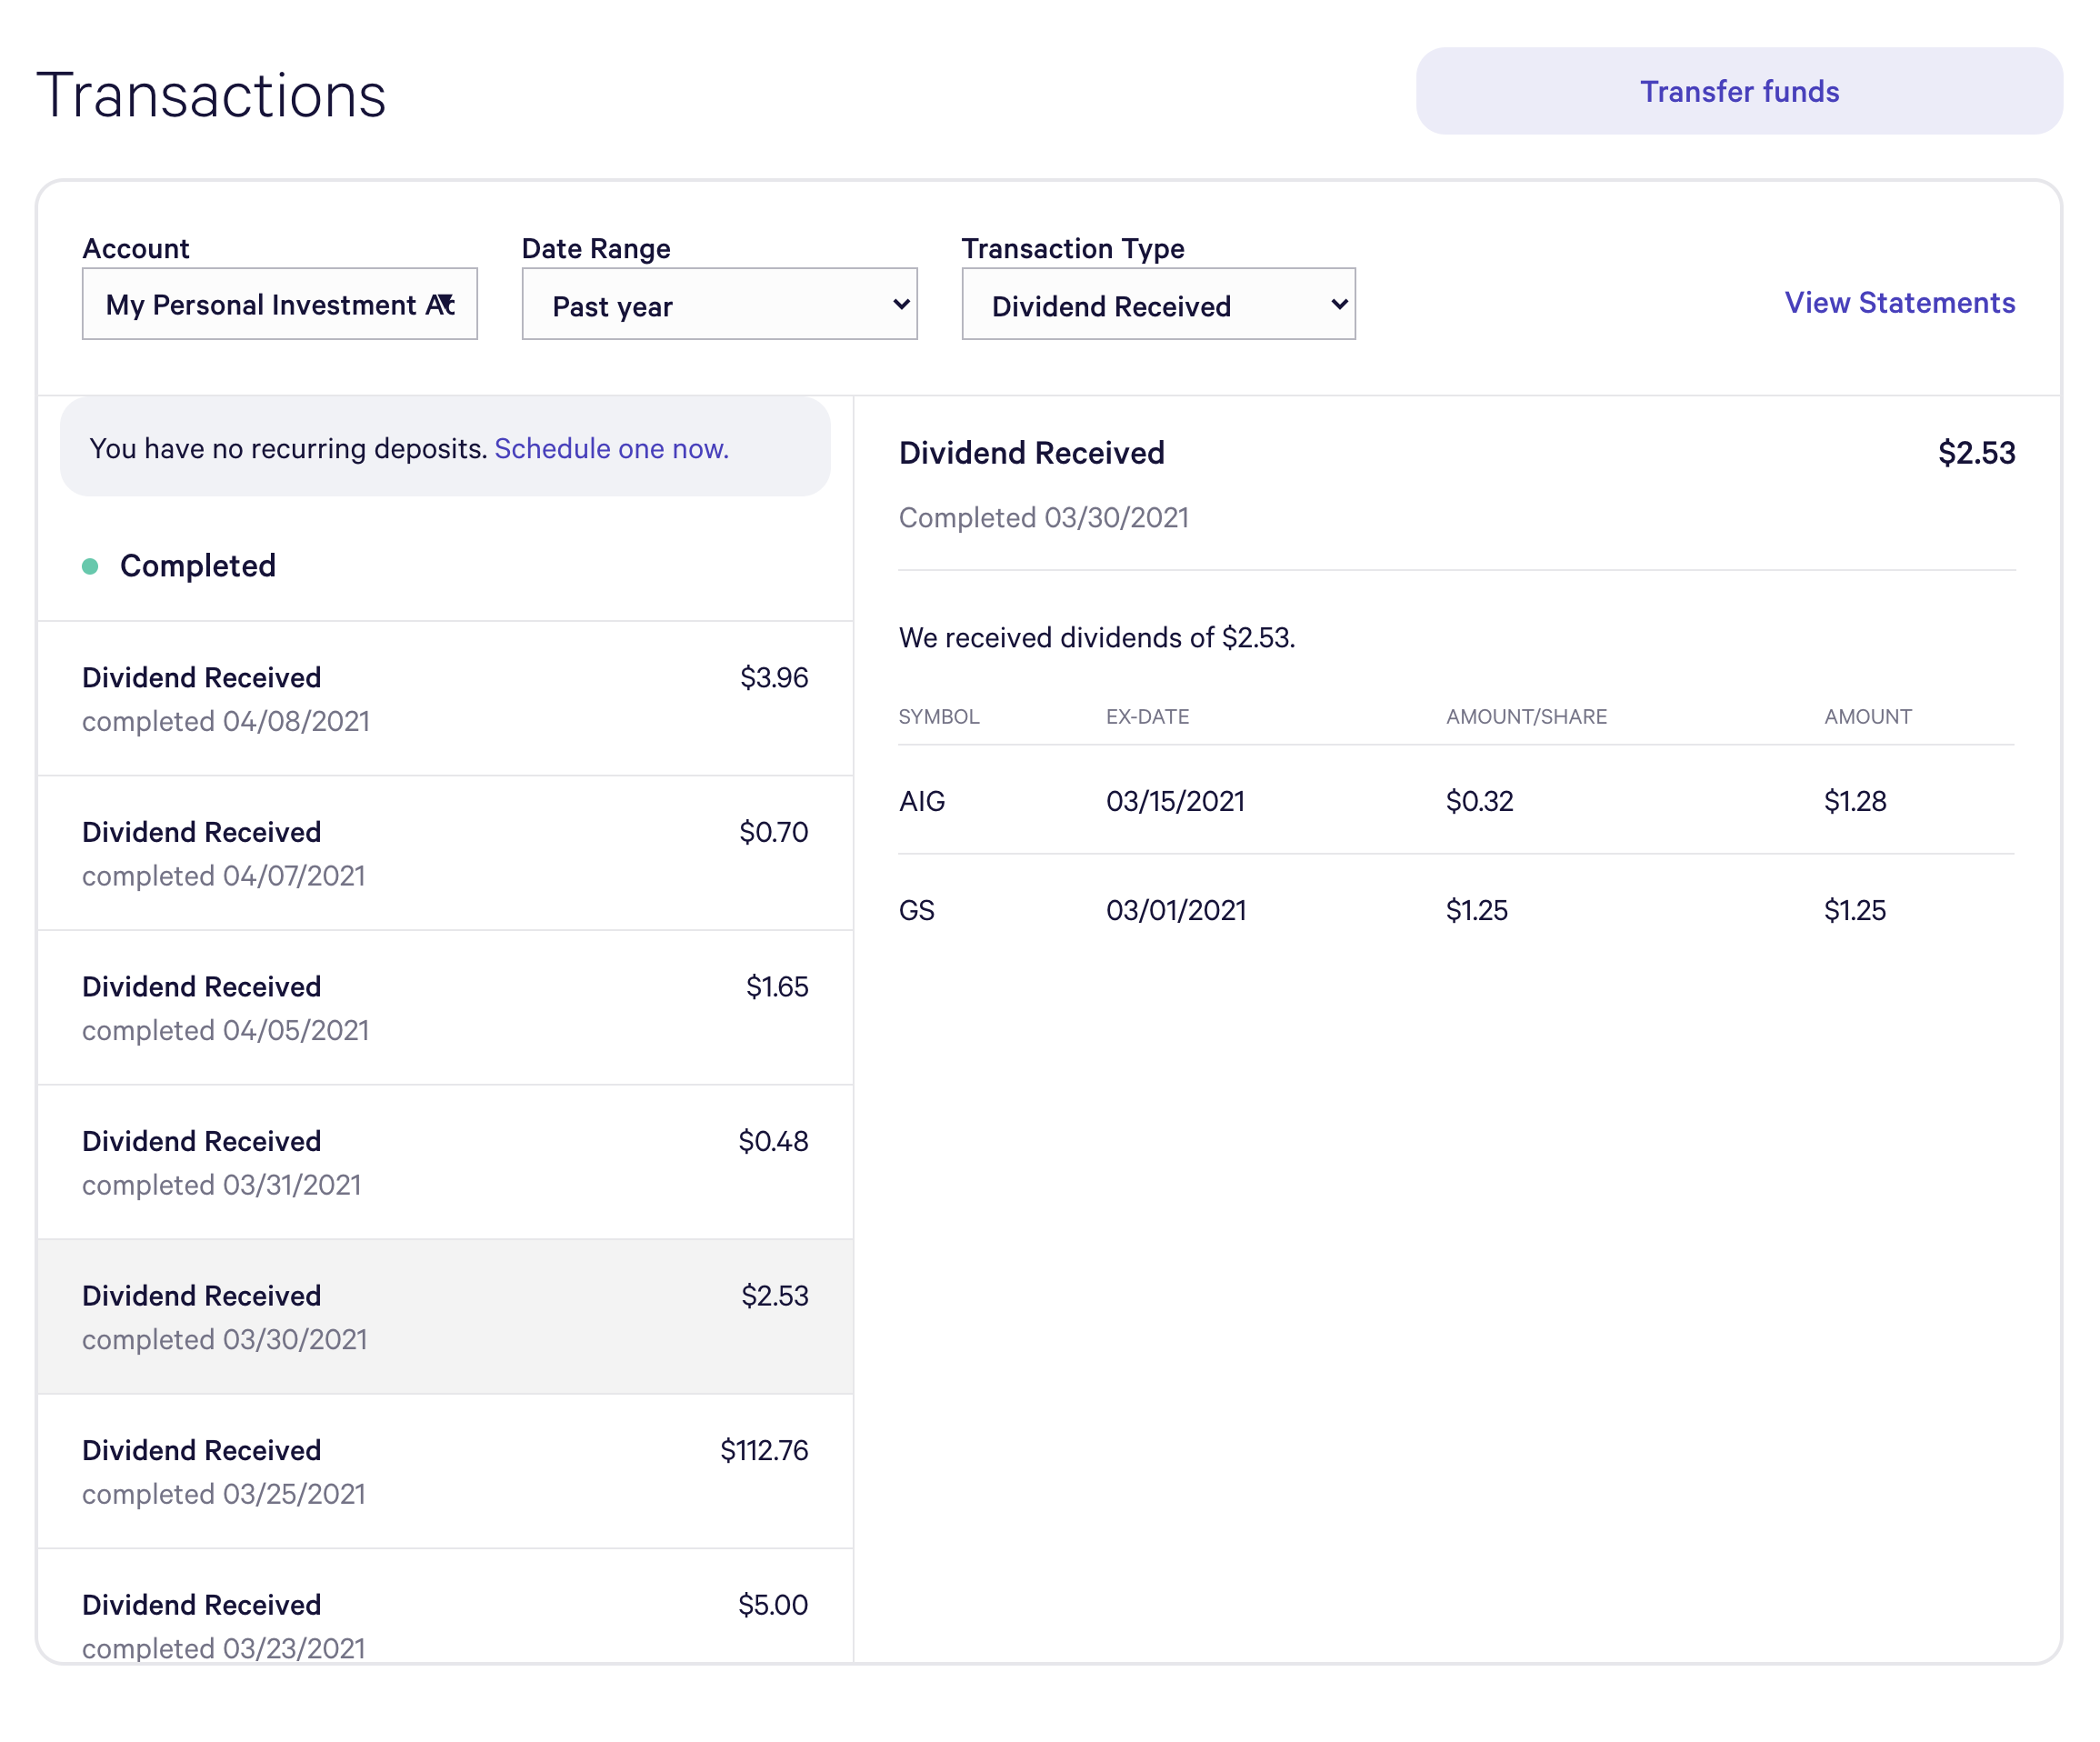 Transactions
Transfer funds
Account
Date Range
Transaction Type
My Personal Investment Ac
Past year
Dividend Received
View Statements
You have no recurring deposits. Schedule one now.
Completed
Dividend Received $3.96
completed 04/08/2021
Dividend Received $0.70
completed 04/07/2021
Dividend Received $1.65
completed 04/05/2021
Dividend Received $0.48
completed 03/31/2021
Dividend Received $2.53
completed 03/30/2021
Dividend Received $112.76
completed 03/25/2021
Dividend Received $5.00
completed 03/23/2021
Dividend Received $2.53
Completed 03/30/2021
We received dividends of $2.53.
SYMBOL EX-DATE AMOUNT/SHARE AMOUNT
AIG 03/15/2021 $0.32 $1.28
GS 03/01/2021 $1.25 $1.25